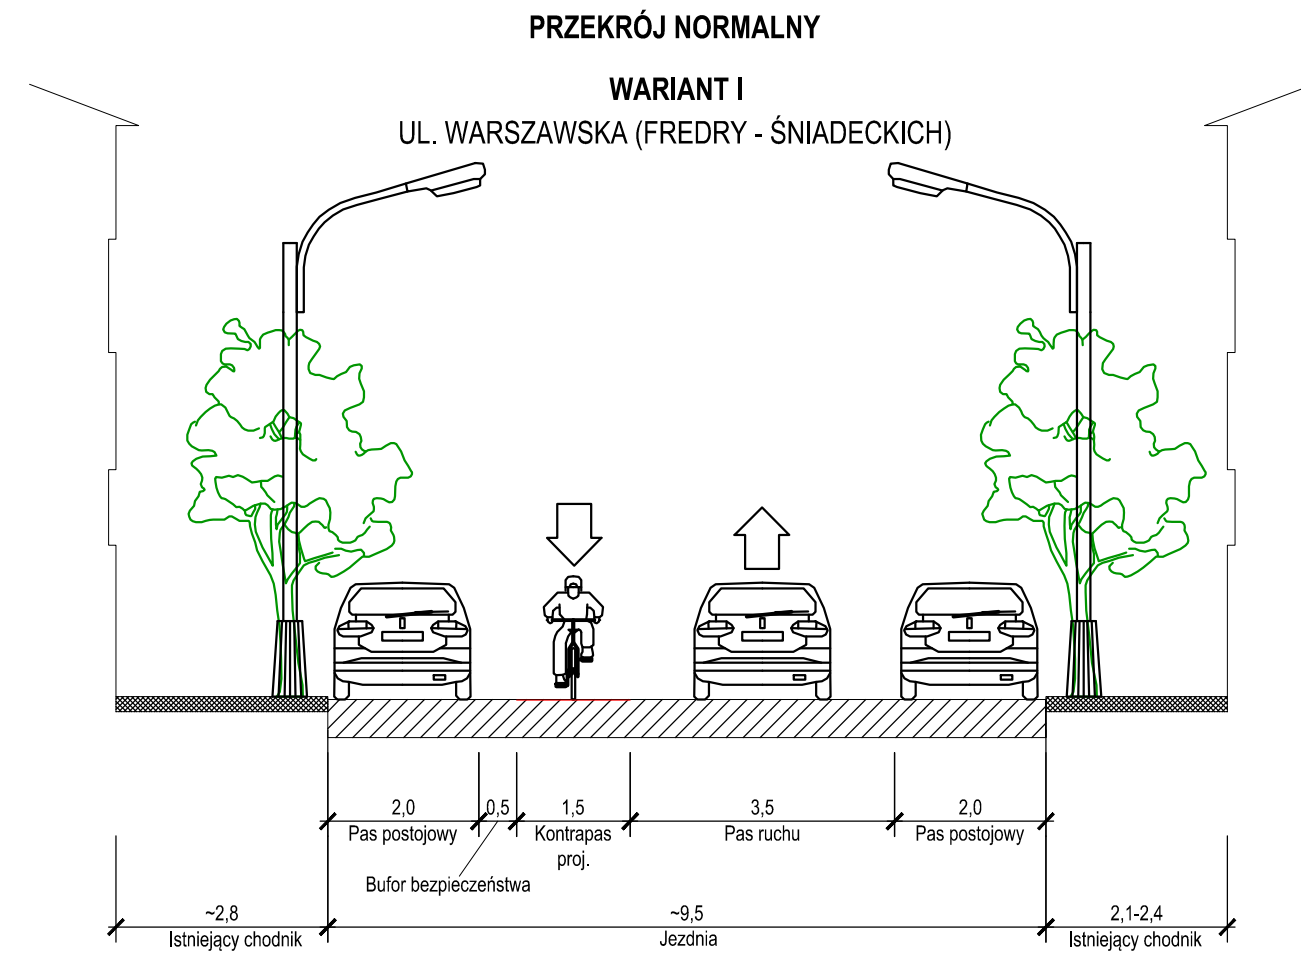 PRZEKRÓJ NORMALNY
WARIANT I
UL. WARSZAWSKA (FREDRY - ŚNIADECKICH)
2,0 0,5 1,5 3,5 2,0
Pas postojowy Kontrapas Pas ruchu Pas postojowy
proj.
Bufor bezpieczeństwa
~2,8 ~9,5 2,1-2,4
Istniejący chodnik Jezdnia Istniejący chodnik